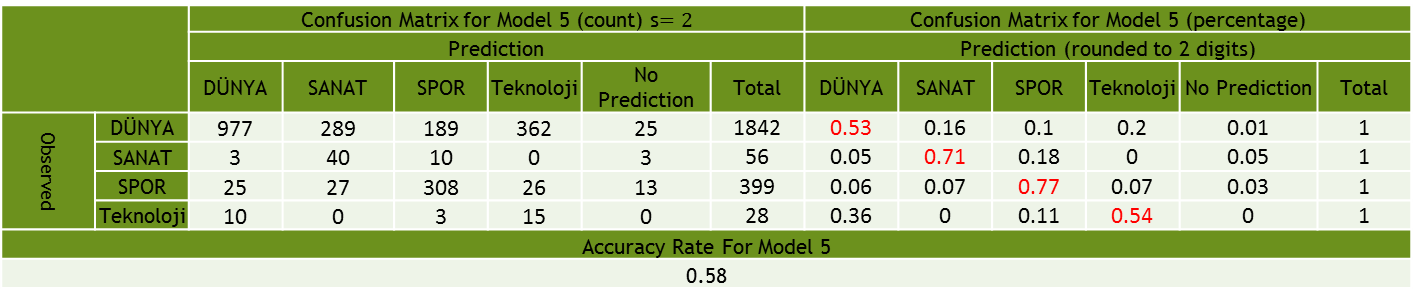 Confusion Matrix for Model 5 (count) s= 2 Confusion Matrix for Model 5 (percentage)
Prediction Prediction (rounded to 2 digits)
DÜNYA SANAT SPOR Teknoloji No Prediction Total DÜNYA SANAT SPOR Teknoloji No Prediction Total
Observed
DÜNYA 977 289 189 362 25 1842 0.53 0.16 0.1 0.2 0.01 1
SANAT 3 40 10 0 3 56 0.05 0.71 0.18 0 0.05 1
SPOR 25 27 308 26 13 399 0.06 0.07 0.77 0.07 0.03 1
Teknoloji 10 0 3 15 0 28 0.36 0 0.11 0.54 0 1
Accuracy Rate For Model 5
0.58